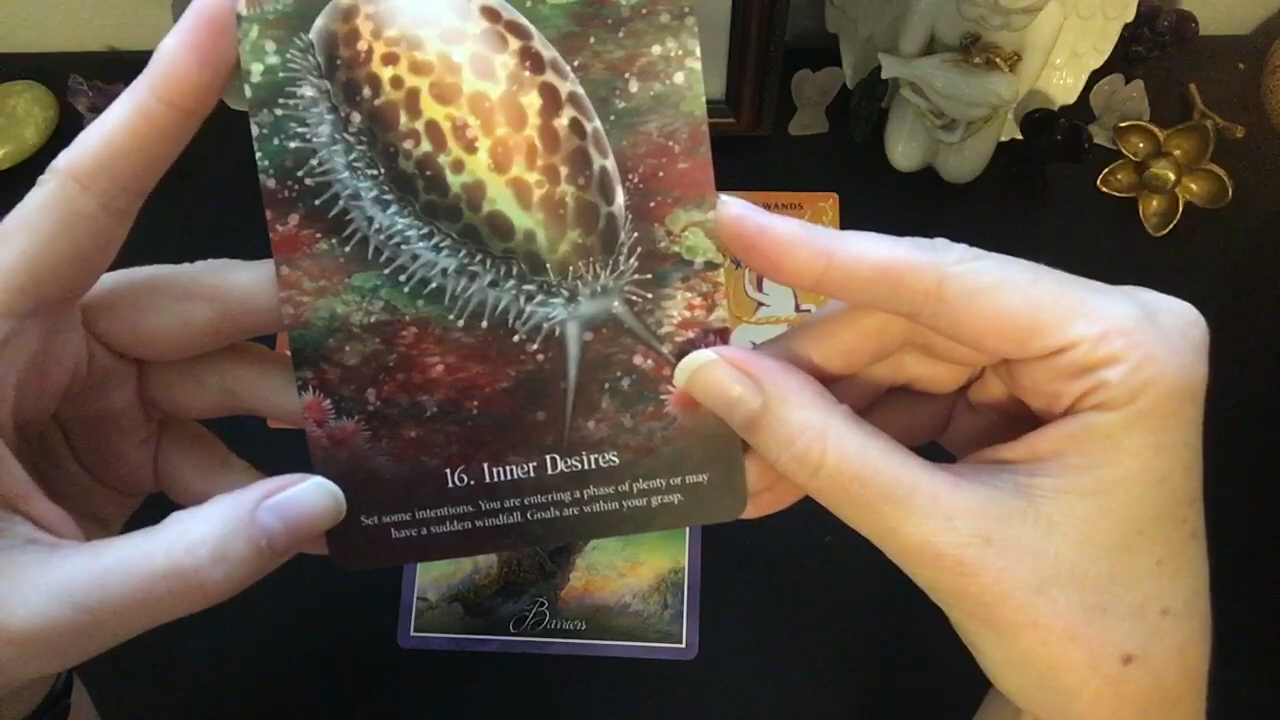 WANDS
16. Inner Desires
Set some intentions. You are entering a phase of plenty or may
have a sudden windfall. Goals are within your grasp.
Barriers